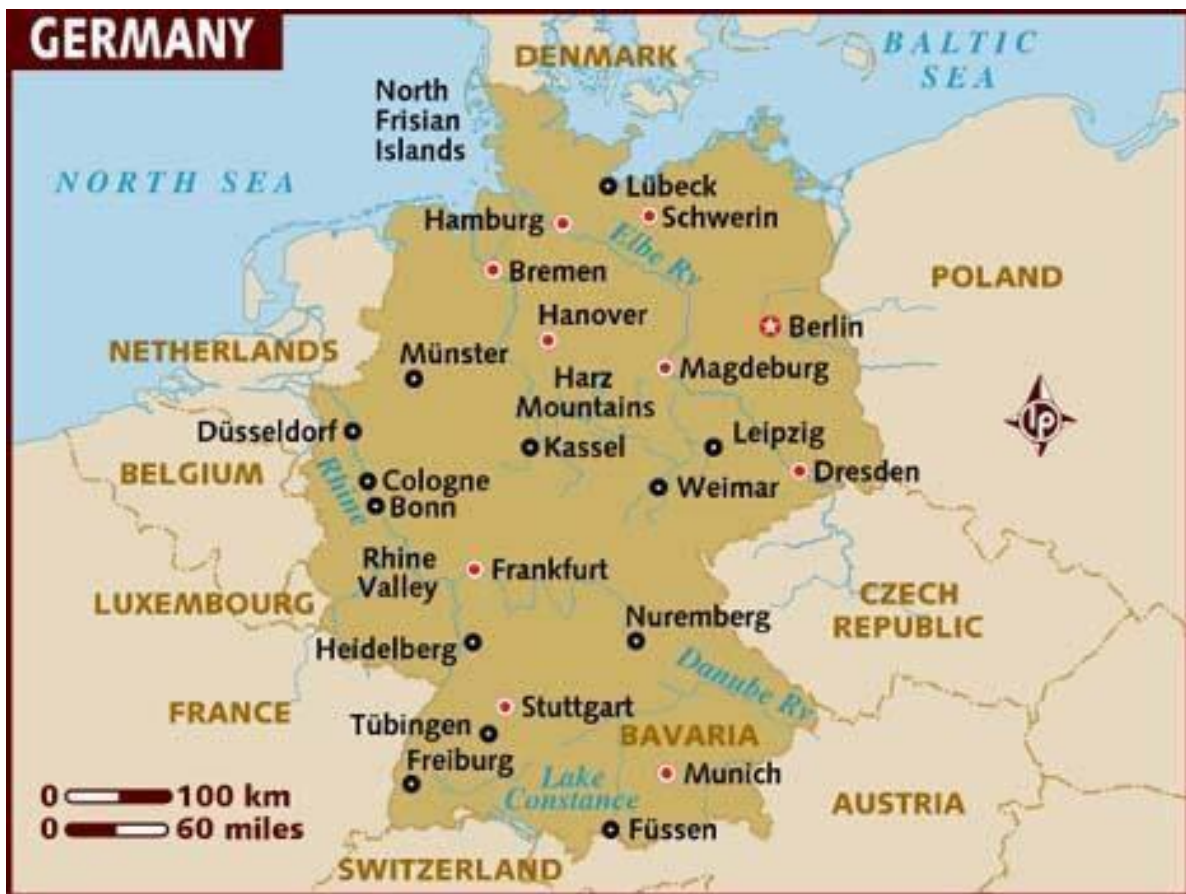 GERMANY
DENMARK
BALTIC
SEA
North
Frisian
Islands
NORTH SEA
Lübeck
Hamburg
Schwerin
Elbe Rv
Bremen
POLAND
Hanover
Berlin
NETHERLANDS
Münster
Harz
Mountains
Magdeburg
LP
Düsseldorf
Kassel
Leipzig
BELGIUM
Rhine
Cologne
Weimar
Dresden
Bonn
Rhine
Valley
Frankfurt
LUXEMBOURG
CZECH
REPUBLIC
Nuremberg
Heidelberg
Danube Rv
FRANCE
Stuttgart
Tübingen
BAVARIA
Freiburg
Lake
Constance
Munich
0 100 km
0 60 miles
AUSTRIA
Füssen
SWITZERLAND